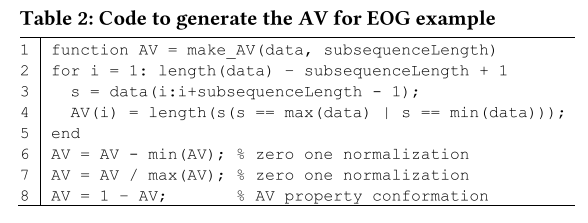 Table 2: Code to generate the AV for EOG example
1 function AV = make_AV(data, subsequenceLength)
2 for i = 1: length(data) - subsequenceLength + 1
3 s = data(i:i+subsequenceLength - 1);
4 AV(i) = length(s(s == max(data) | s == min(data)));
5 end
6 AV = AV - min(AV); % zero one normalization
7 AV = AV / max(AV); % zero one normalization
8 AV = 1 - AV; % AV property conformation